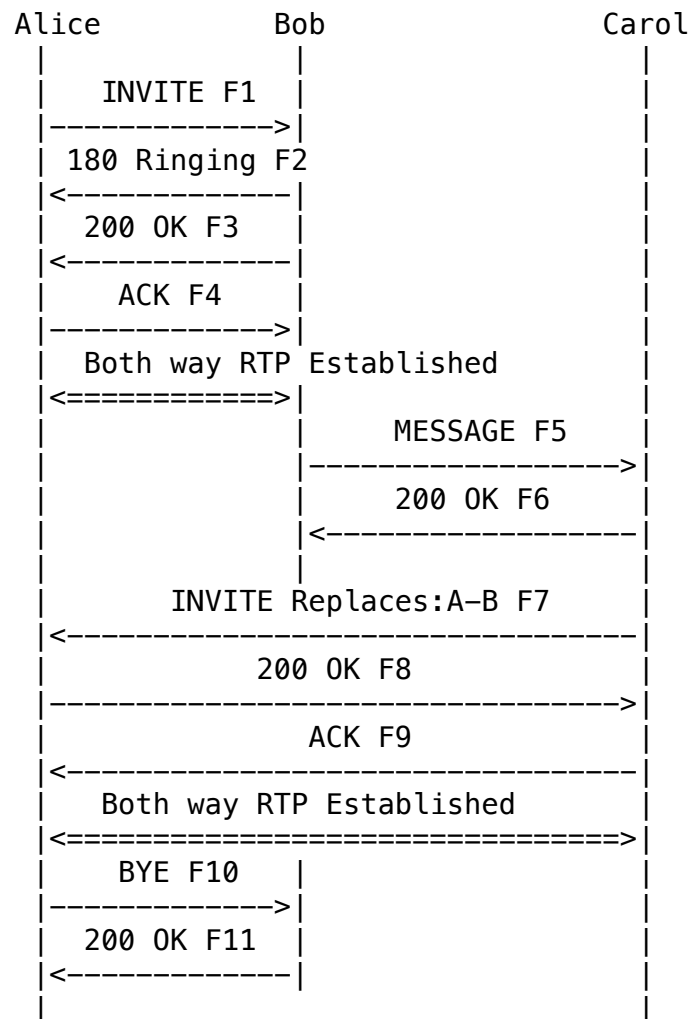 Alice Bob Carol
INVITE F1
180 Ringing F2
200 OK F3
ACK F4
Both way RTP Established
MESSAGE F5
200 OK F6
INVITE Replaces:A-B F7
200 OK F8
ACK F9
Both way RTP Established
BYE F10
200 OK F11